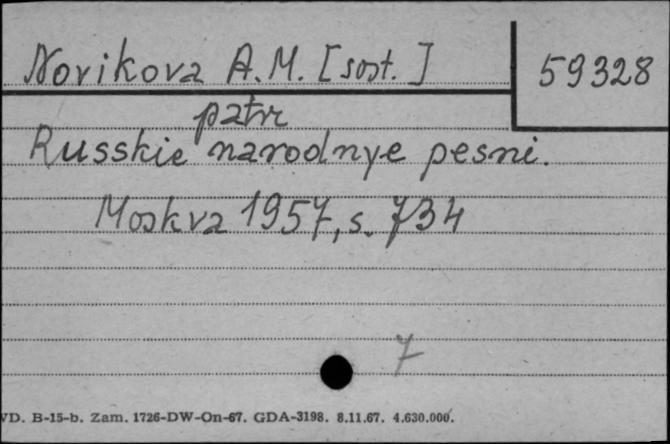 Novikova A.M. [sost.]
59328
patrz
Russkie narodnye pesni.
Moskva 1957, s. 734
7
VD. B-15-b. Zam. 1726-DW-On-67. GDA-3198. 8.11.67. 4.630.000.